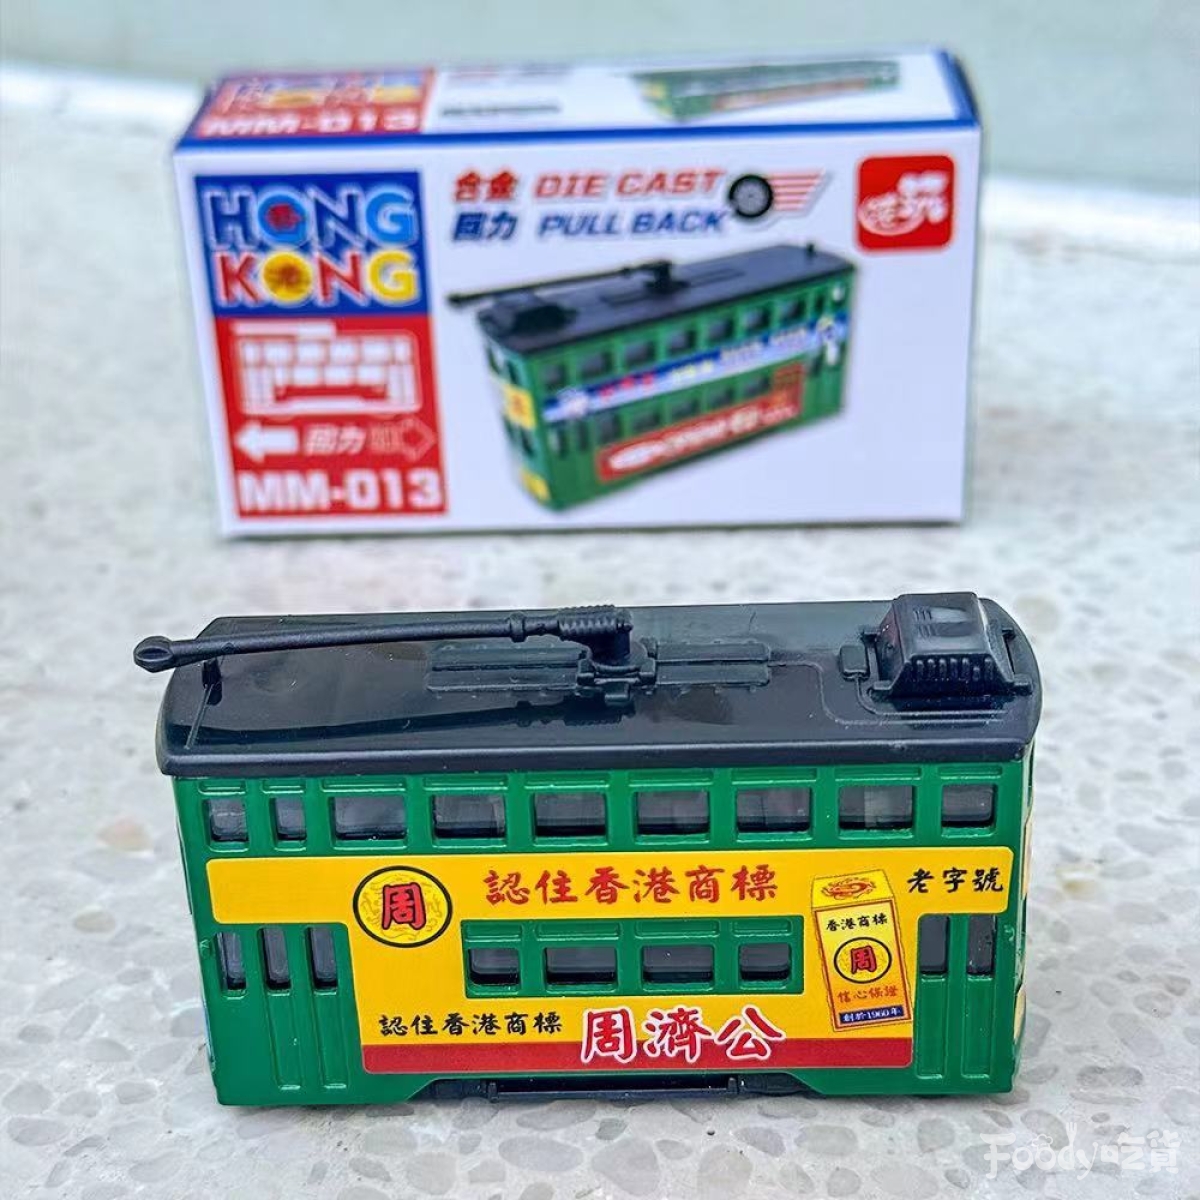 HONG KONG
MM-013
HONG
KONG
合金 DIE CAST
回力 PULL BACK
回力
MM-013
認住香港商標
老字號
周
香港商標
周
信心保證
創於1960年
認住香港商標
周濟公
Foody吃貨